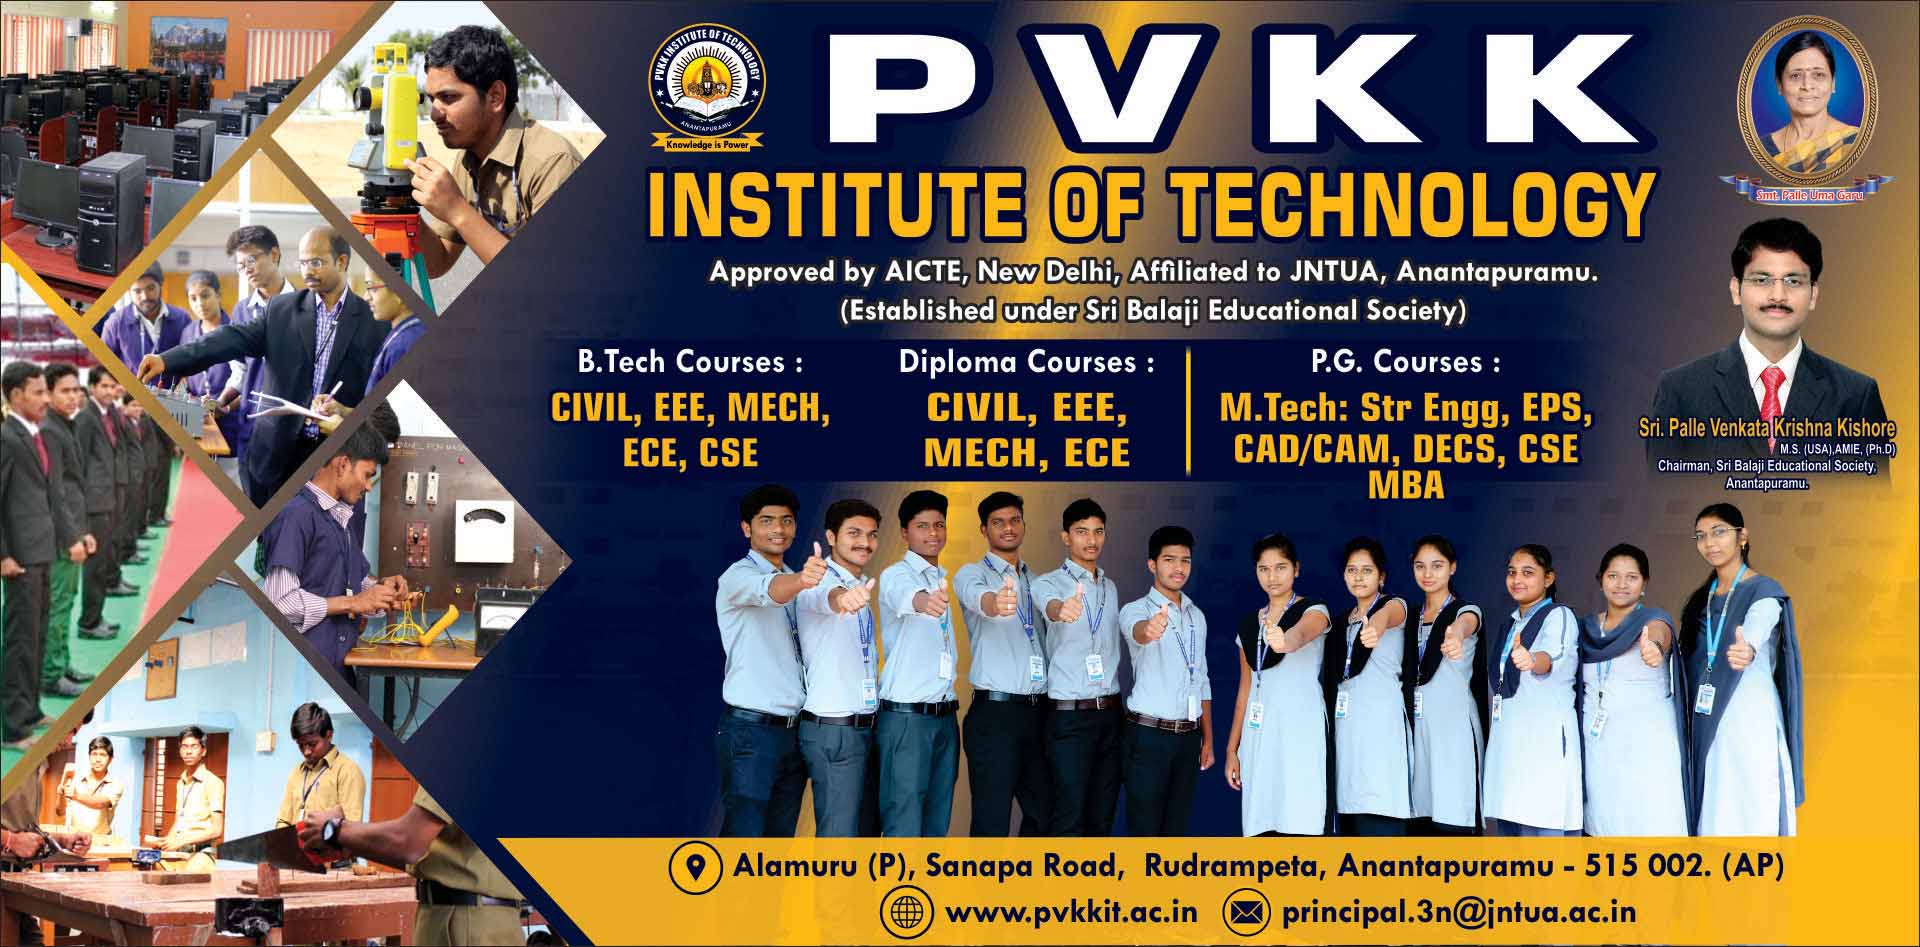 PVKK INSTITUTE OF TECHNOLOGY
ANANTAPURAMU
Knowledge is Power
PVKK
INSTITUTE OF TECHNOLOGY
Approved by AICTE, New Delhi, Affiliated to JNTUA, Anantapuramu.
(Established under Sri Balaji Educational Society)
Smt. Palle Uma Garu
B.Tech Courses :
CIVIL, EEE, MECH,
ECE, CSE
Diploma Courses :
CIVIL, EEE,
MECH, ECE
P.G. Courses :
M.Tech: Str Engg, EPS,
CAD/CAM, DECS, CSE
MBA
Sri. Palle Venkata Krishna Kishore
M.S. (USA),AMIE, (Ph.D)
Chairman, Sri Balaji Educational Society,
Anantapuramu.
Alamuru (P), Sanapa Road, Rudrampeta, Anantapuramu - 515 002. (AP)
www.pvkkit.ac.in
principal.3n@jntua.ac.in